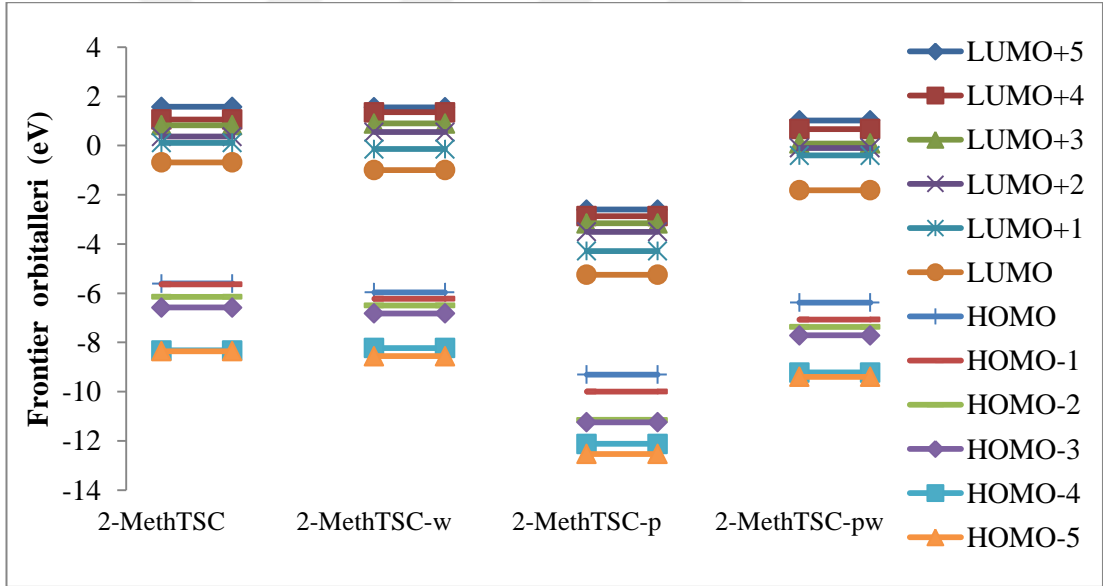 Frontier orbitalleri (eV)
4
2
0
-2
-4
-6
-8
-10
-12
-14
2-MethTSC
2-MethTSC-w
2-MethTSC-p
2-MethTSC-pw
LUMO+5
LUMO+4
LUMO+3
LUMO+2
LUMO+1
LUMO
HOMO
HOMO-1
HOMO-2
HOMO-3
HOMO-4
HOMO-5